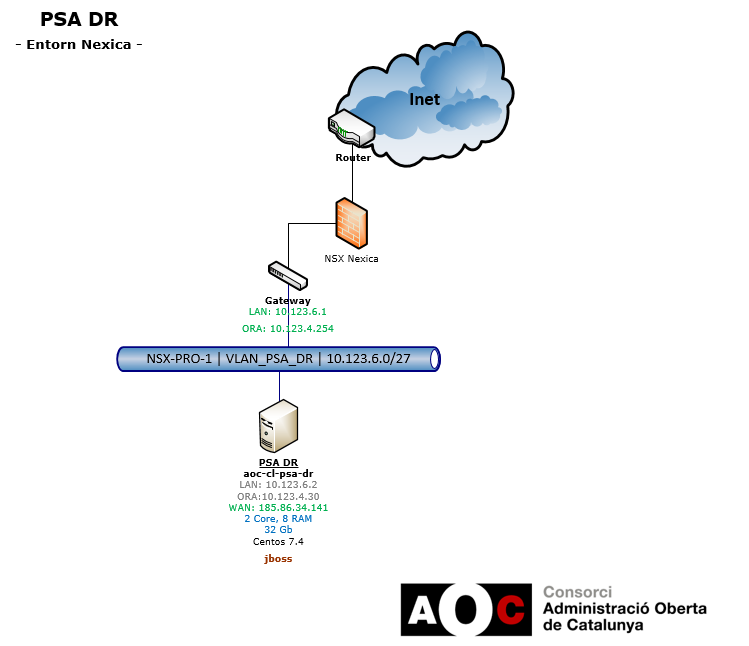 PSA DR
- Entorn Nexica -
Inet
Router
NSX Nexica
Gateway
LAN: 10.123.6.1
ORA: 10.123.4.254
NSX-PRO-1 | VLAN_PSA_DR | 10.123.6.0/27
PSA DR
aoc-cl-psa-dr
LAN: 10.123.6.2
ORA:10.123.4.30
WAN: 185.86.34.141
2 Core, 8 RAM
32 Gb
Centos 7.4
jboss
AOC
Consorci
Administració Oberta
de Catalunya